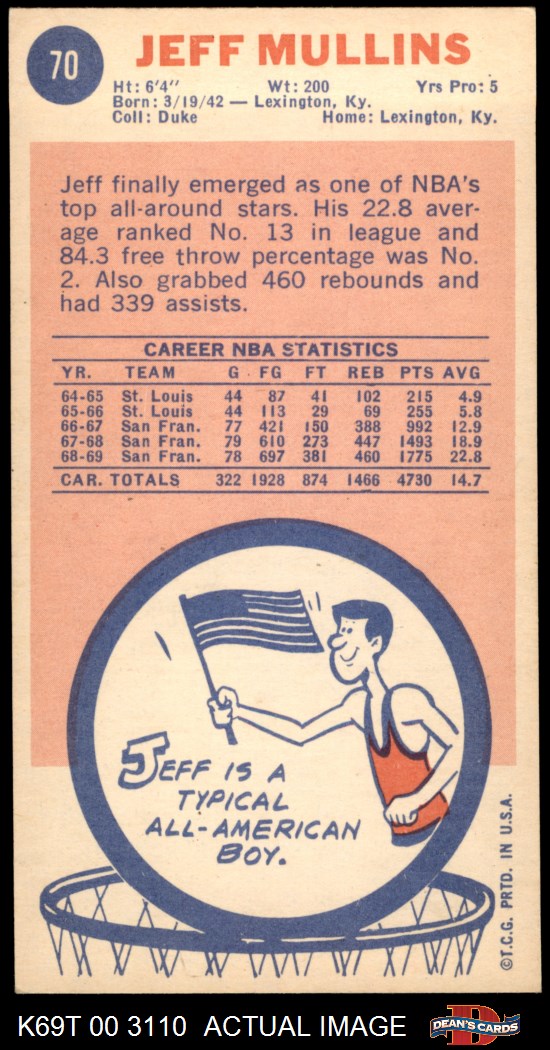 70
JEFF MULLINS
Ht: 6'4" Wt: 200 Yrs Pro: 5
Born: 3/19/42 — Lexington, Ky.
Coll: Duke Home: Lexington, Ky.
Jeff finally emerged as one of NBA's
top all-around stars. His 22.8 aver-
age ranked No. 13 in league and
84.3 free throw percentage was No.
2. Also grabbed 460 rebounds and
had 339 assists.
CAREER NBA STATISTICS
YR. TEAM G FG FT REB PTS AVG
64-65 St. Louis 44 87 41 102 215 4.9
65-66 St. Louis 44 113 29 69 255 5.8
66-67 San Fran. 77 421 150 388 992 12.9
67-68 San Fran. 79 610 273 447 1493 18.9
68-69 San Fran. 78 697 381 460 1775 22.8
CAR. TOTALS 322 1928 874 1466 4730 14.7
JEFF IS A
TYPICAL
ALL-AMERICAN
BOY.
©T.C.G. PRTD. IN U.S.A.
K69T 00 3110 ACTUAL IMAGE
D
DEAN'S CARDS